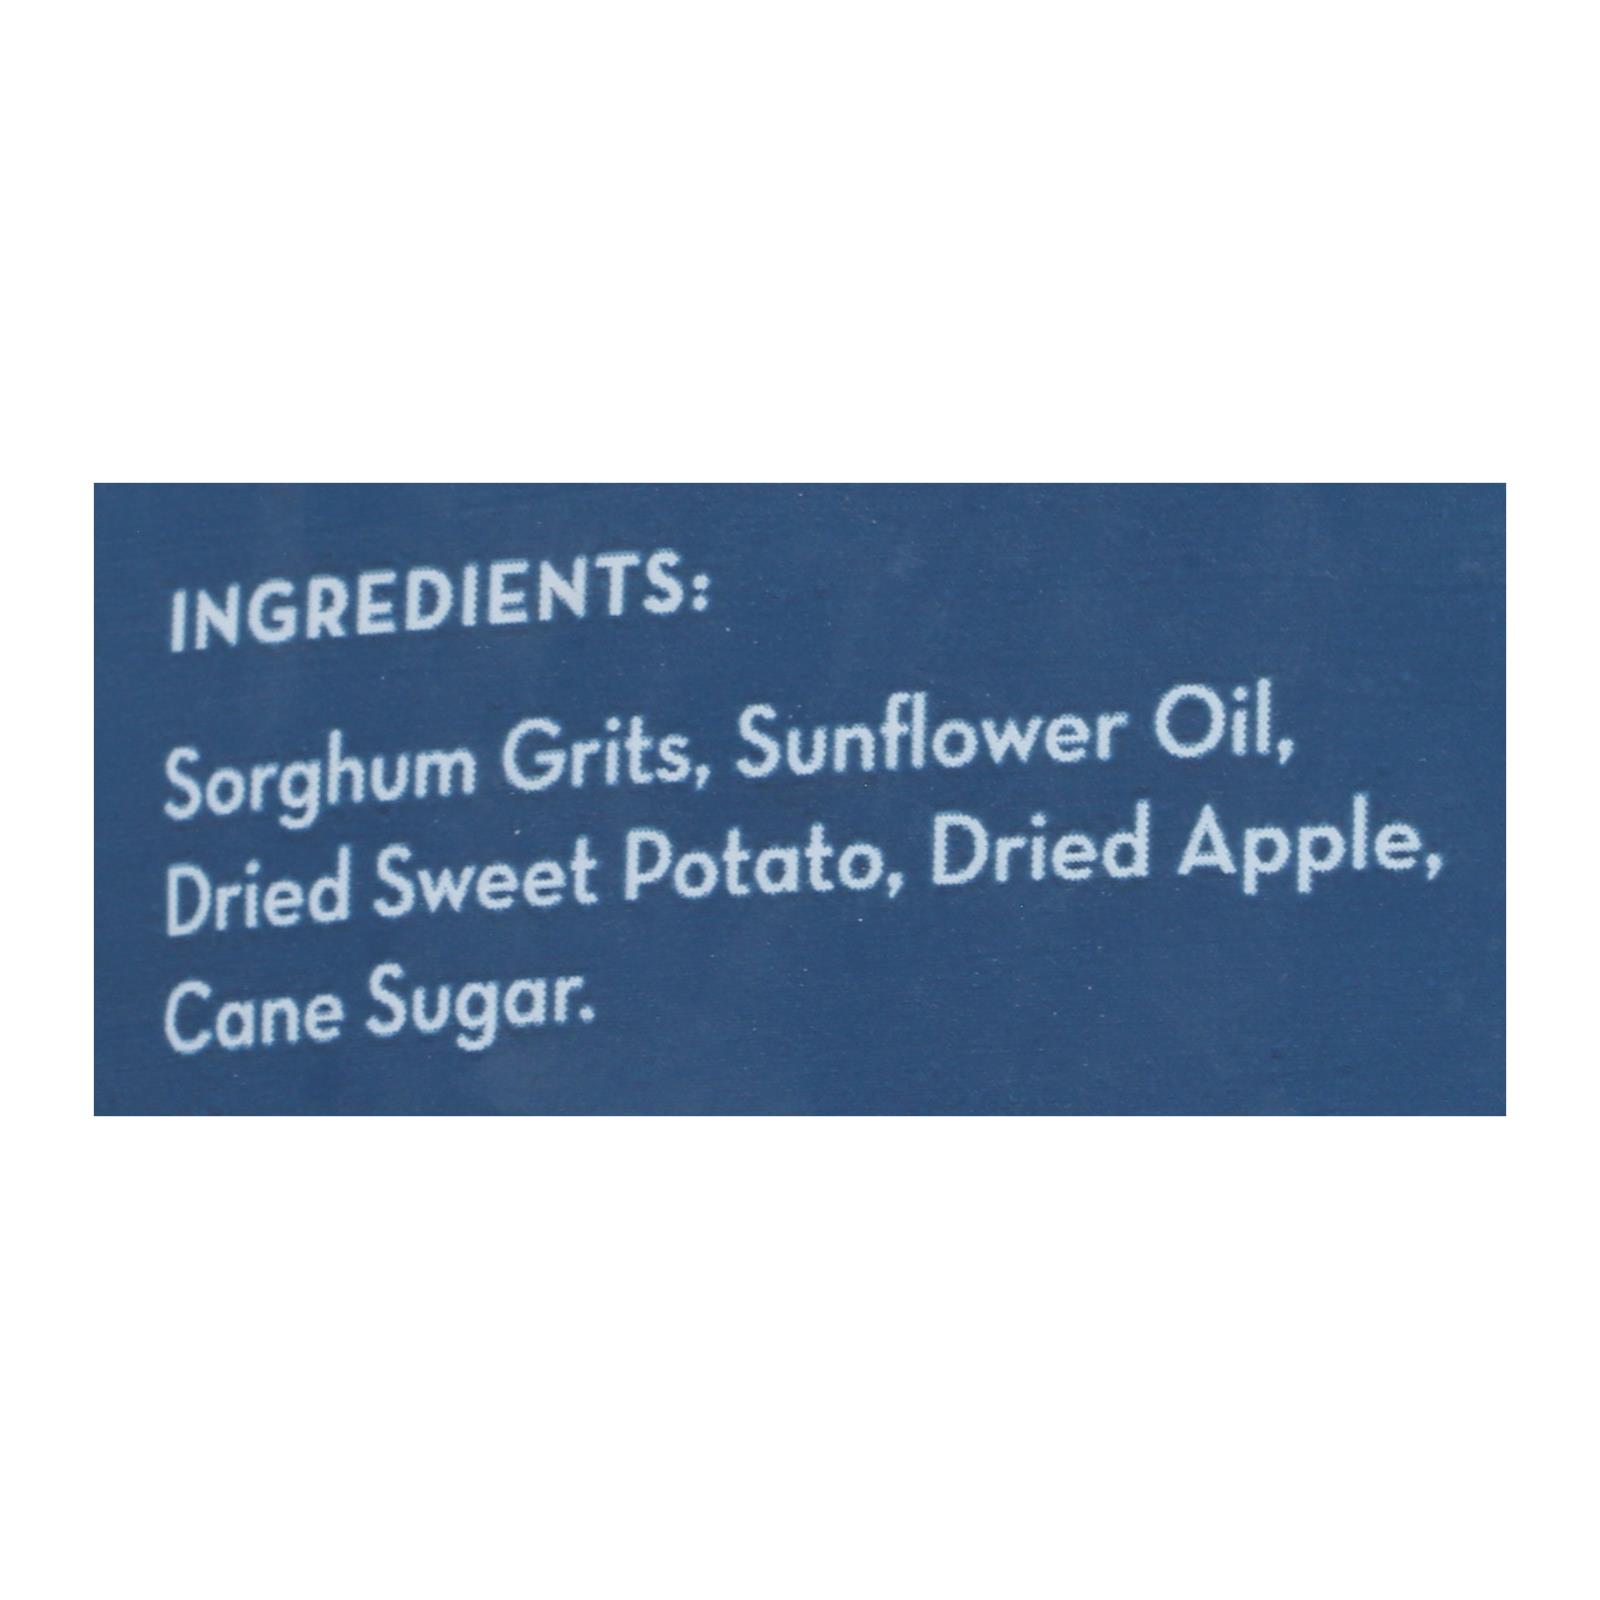 INGREDIENTS:
Sorghum Grits, Sunflower Oil,
Dried Sweet Potato, Dried Apple,
Cane Sugar.